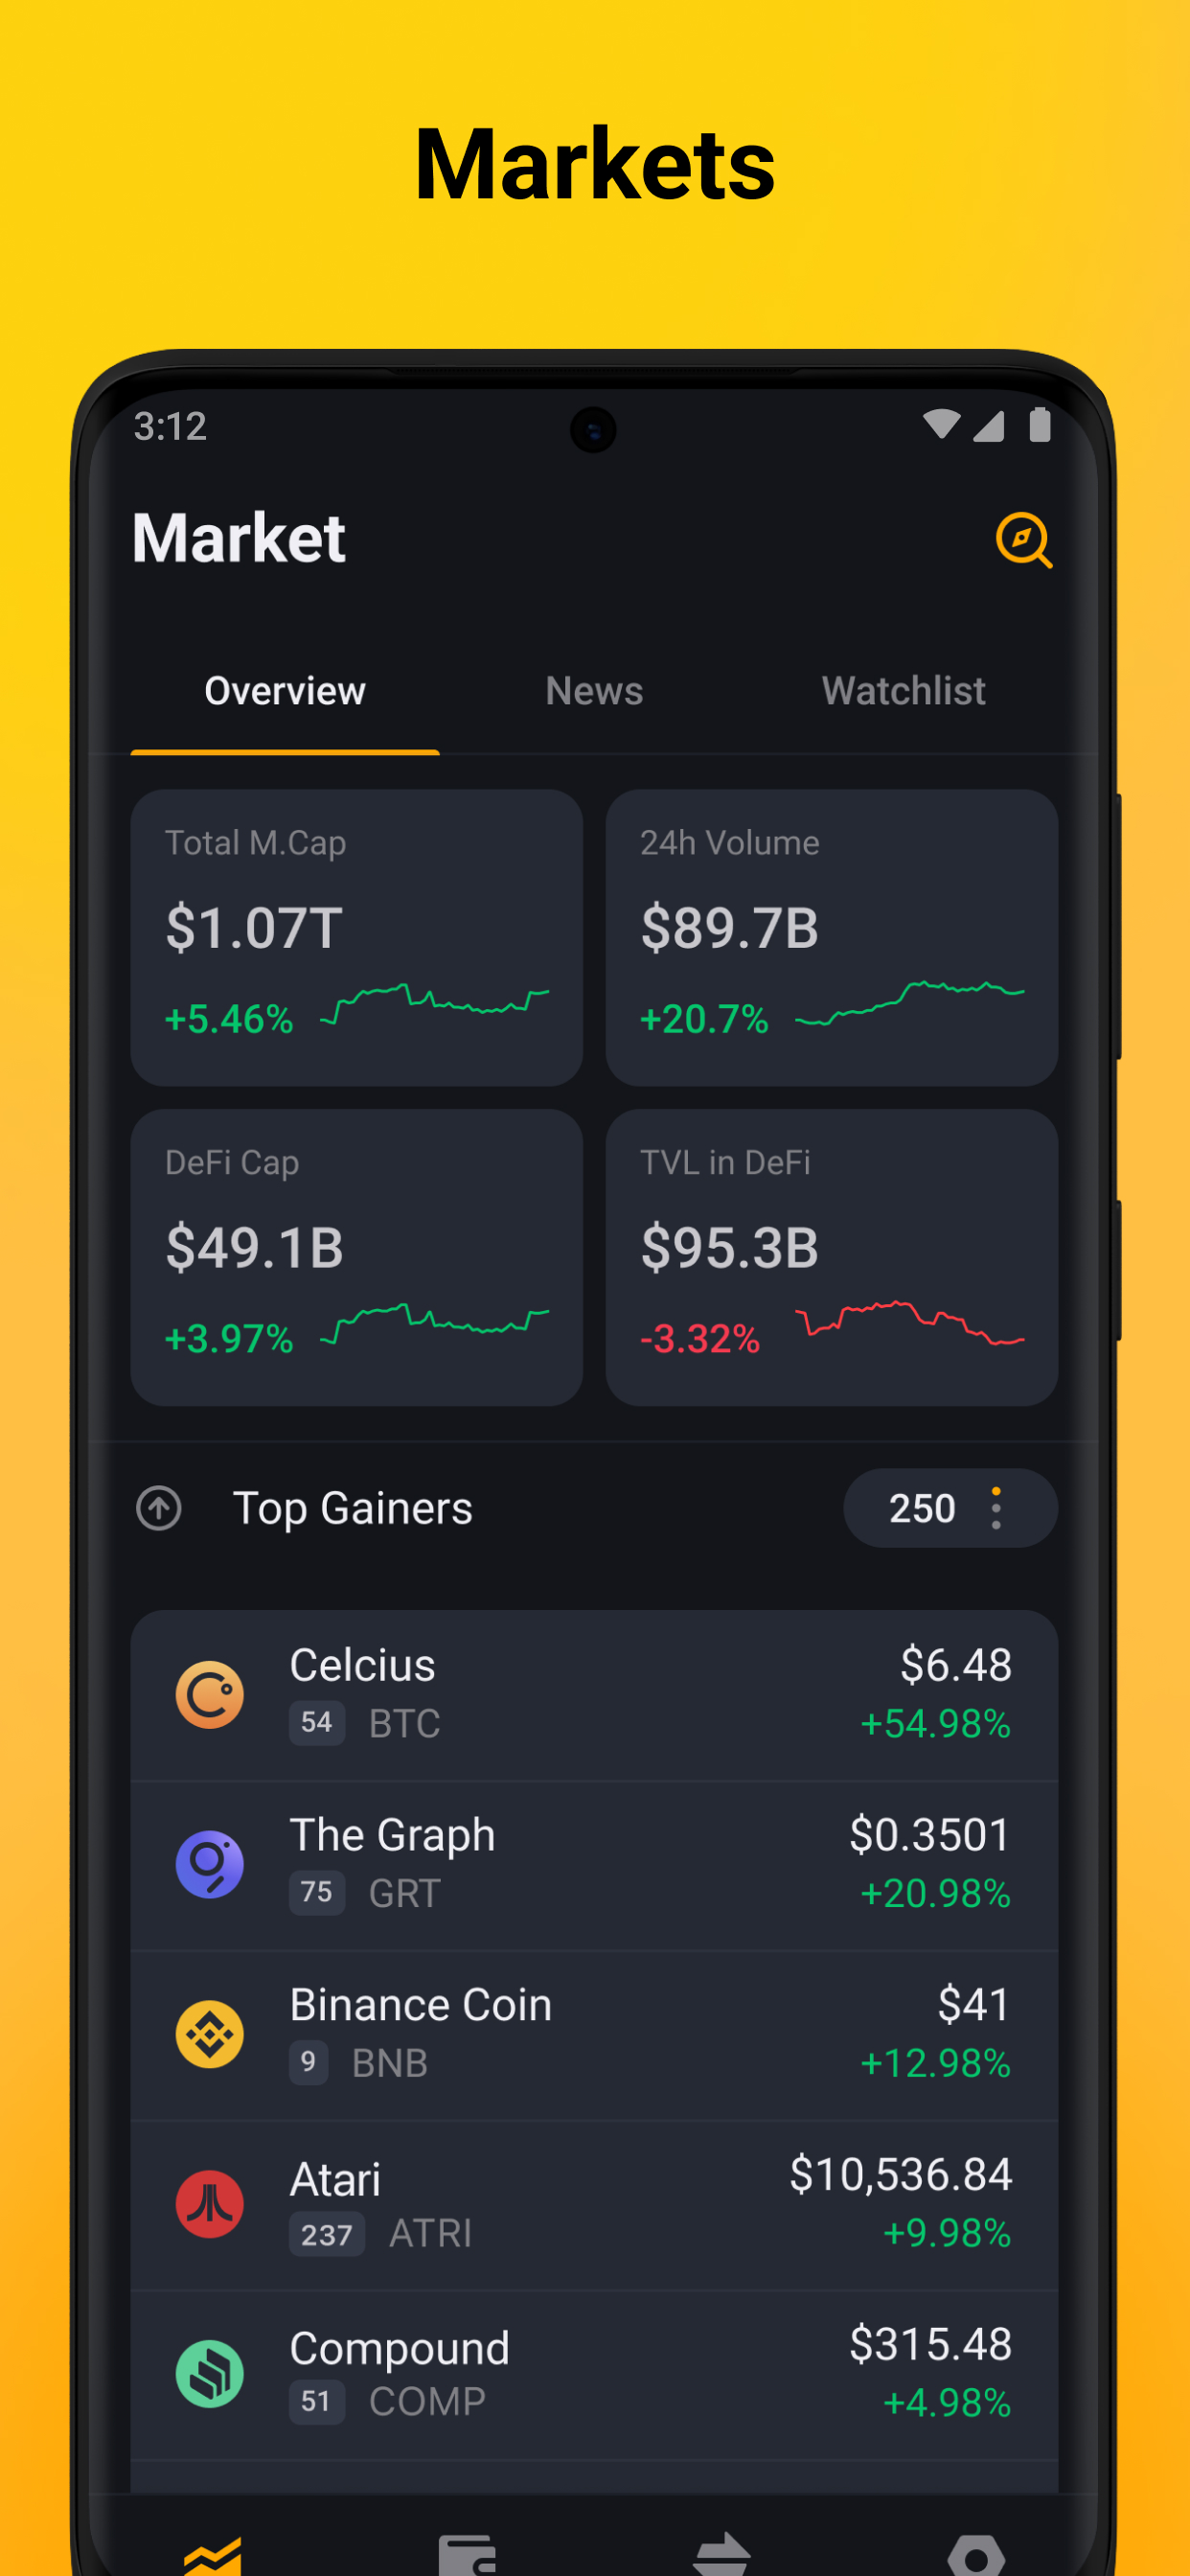 Markets
3:12
Market
Overview News Watchlist
Total M.Cap 24h Volume
$1.07T $89.7B
+5.46% +20.7%
DeFi Cap TVL in DeFi
$49.1B $95.3B
+3.97% -3.32%
Top Gainers 250
Celcius $6.48
54 BTC +54.98%
The Graph $0.3501
75 GRT +20.98%
Binance Coin $41
9 BNB +12.98%
Atari $10,536.84
237 ATRI +9.98%
Compound $315.48
51 COMP +4.98%